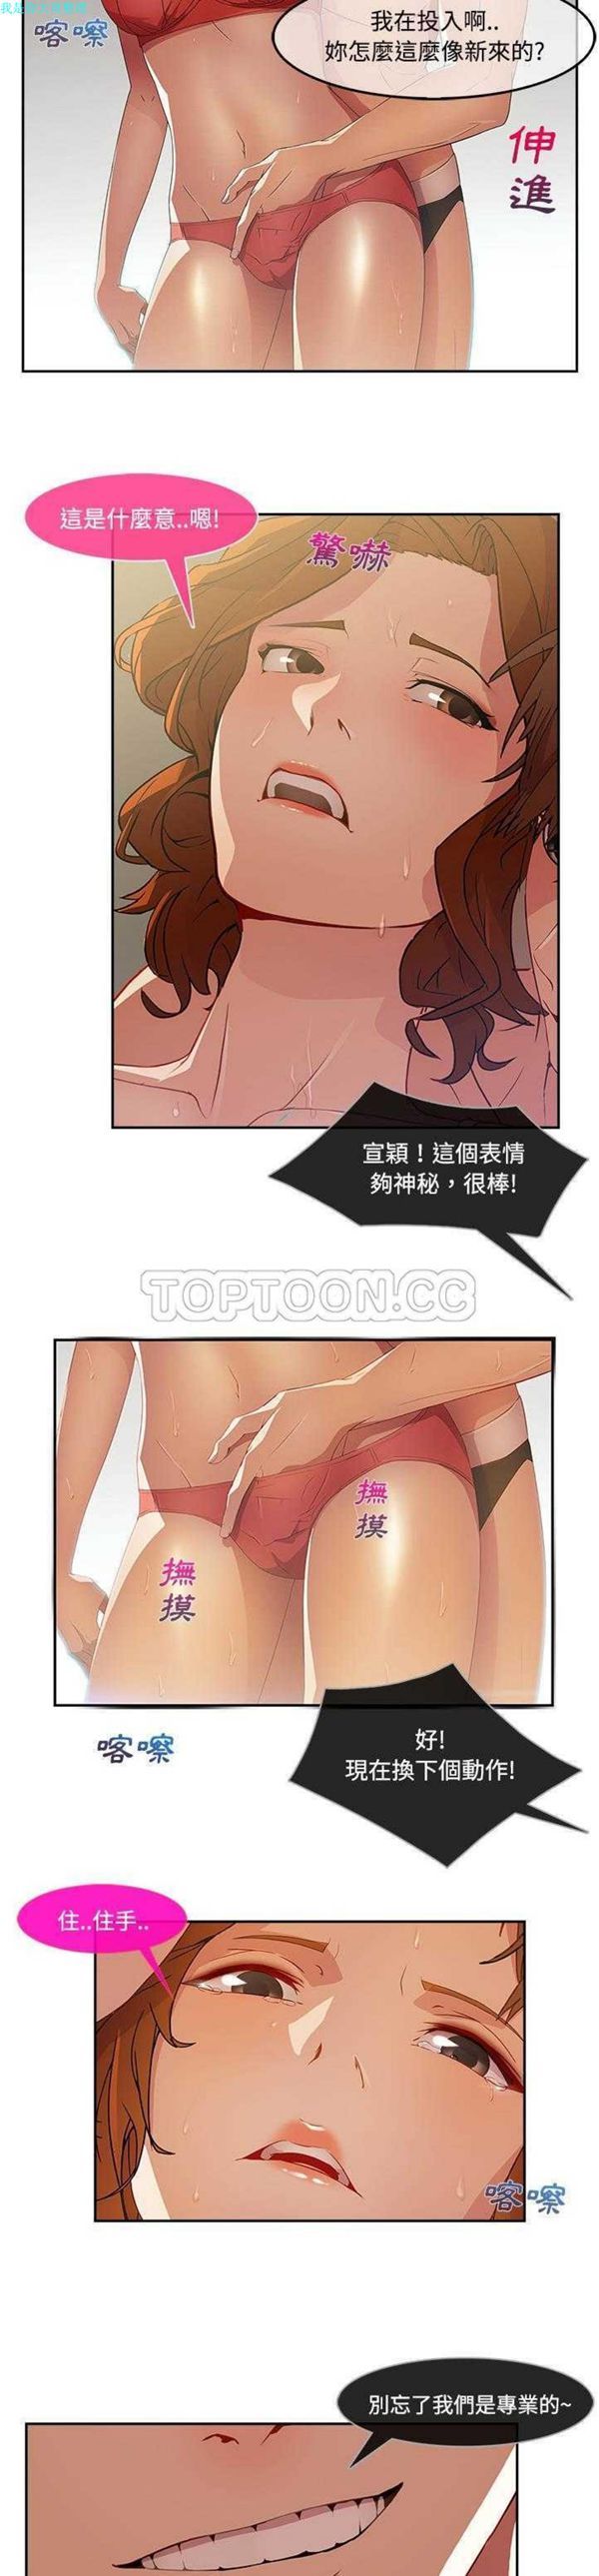 喀嚓
我在投入啊..
妳怎麼這麼像新來的?
伸
進
這是什麼意..嗯!
驚嚇
宣穎！這個表情
夠神秘，很棒!
TOPTOON.CC
撫
摸
撫
摸
喀嚓
好!
現在換下個動作!
住..住手..
喀嚓
別忘了我們是專業的~